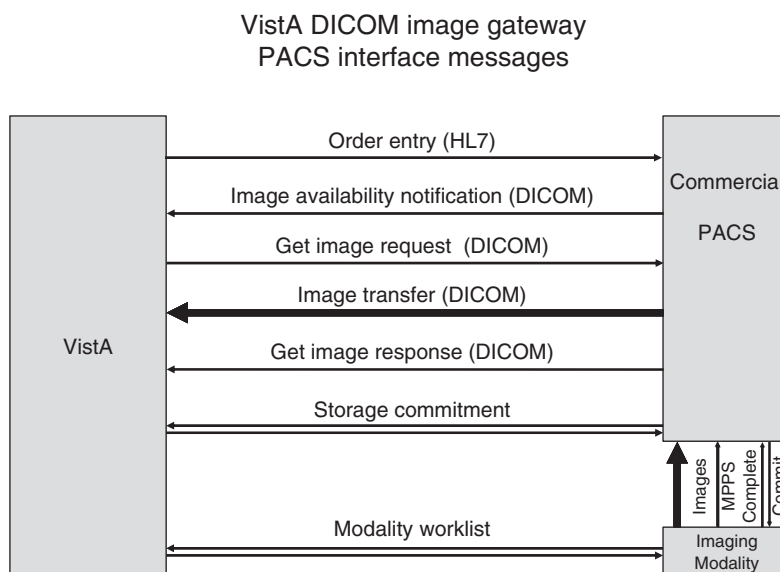 VistA DICOM image gateway
PACS interface messages
Order entry (HL7)
Image availability notification (DICOM)
Get image request (DICOM)
Image transfer (DICOM)
Get image response (DICOM)
Storage commitment
Modality worklist
VistA
Commercia
PACS
Images
MPPS
Complete
Commit
Imaging
Modality